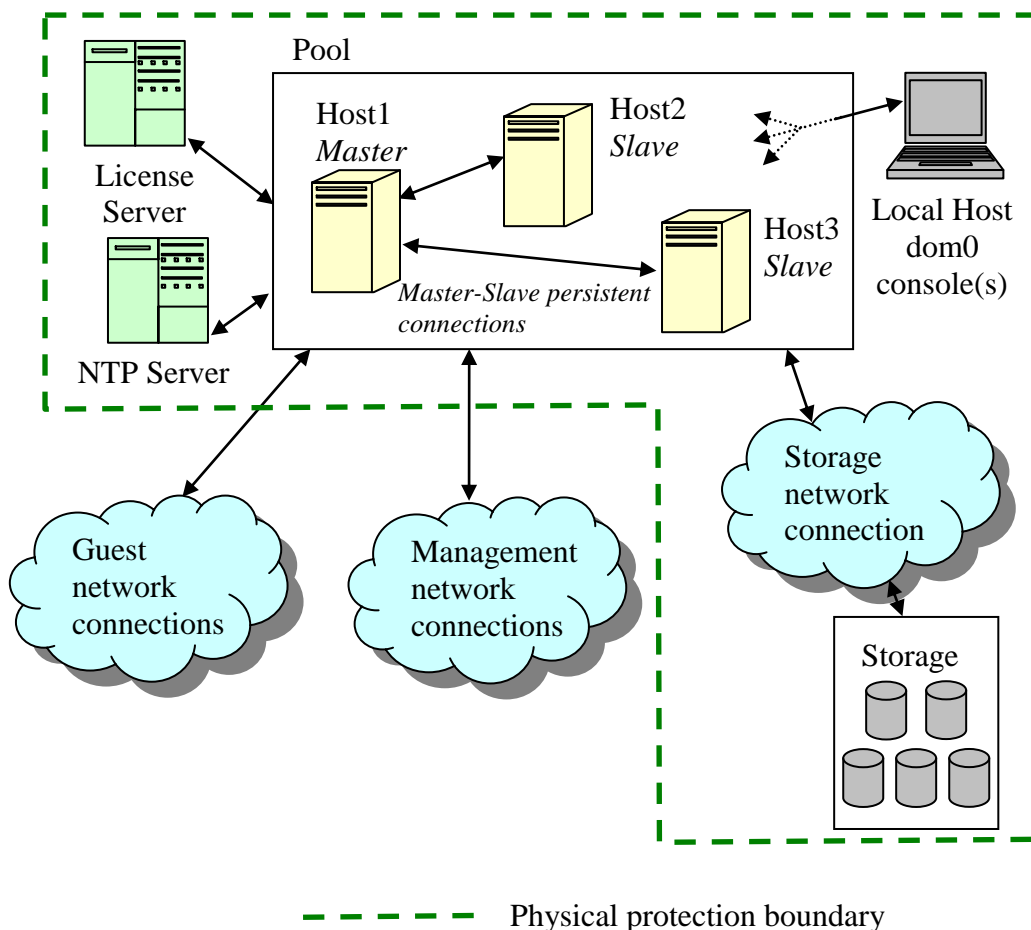 Pool
License
Server
NTP Server
Host1
Master
Host2
Slave
Host3
Slave
Master-Slave persistent
connections
Local Host
dom0
console(s)
Guest
network
connections
Management
network
connections
Storage
network
connection
Storage
Physical protection boundary